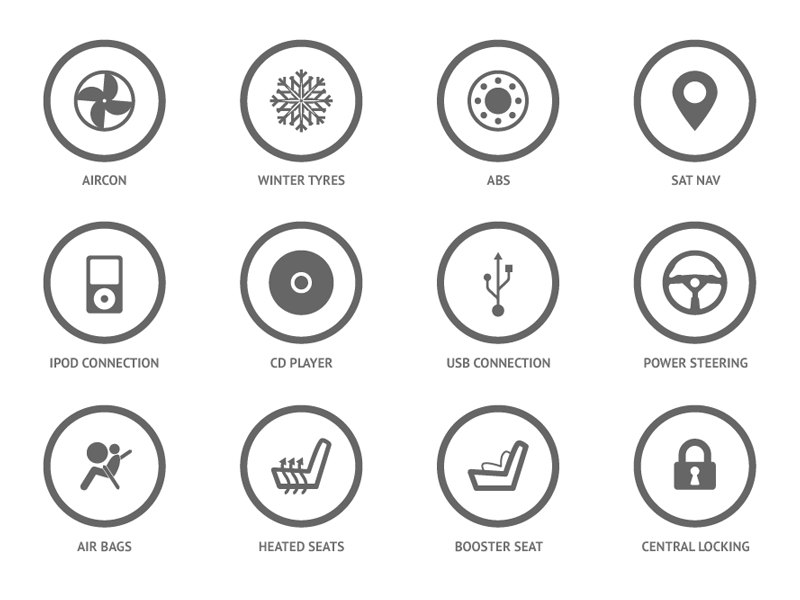 AIRCON
WINTER TYRES
ABS
SAT NAV
IPOD CONNECTION
CD PLAYER
USB CONNECTION
POWER STEERING
AIR BAGS
HEATED SEATS
BOOSTER SEAT
CENTRAL LOCKING